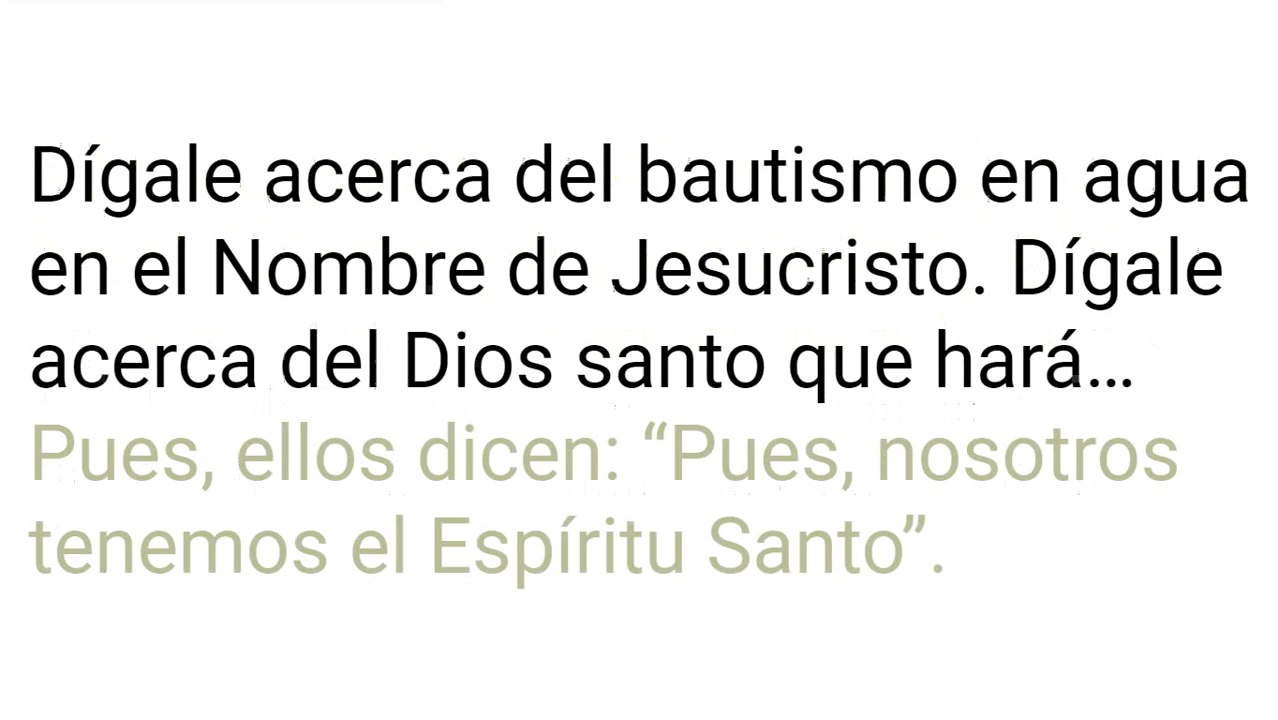 Dígale acerca del bautismo en agua
en el Nombre de Jesucristo. Dígale
acerca del Dios santo que hará…
Pues, ellos dicen: “Pues, nosotros
tenemos el Espíritu Santo”.